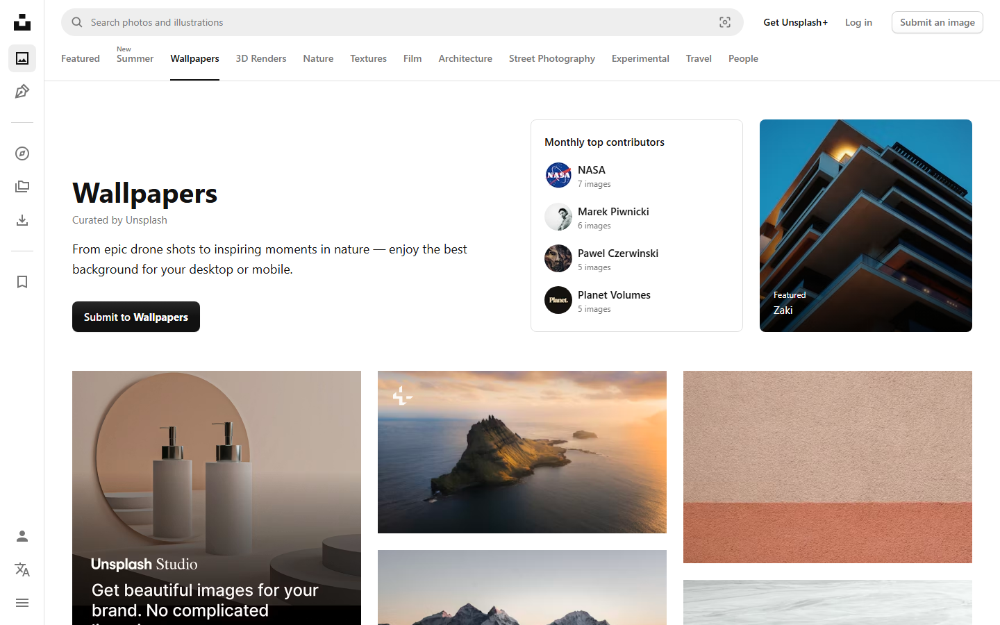 Search photos and illustrations
Get Unsplash+
Log in
Submit an image
Featured
New
Summer
Wallpapers
3D Renders
Nature
Textures
Film
Architecture
Street Photography
Experimental
Travel
People
Wallpapers
Curated by Unsplash
From epic drone shots to inspiring moments in nature — enjoy the best
background for your desktop or mobile.
Submit to Wallpapers
Monthly top contributors
NASA
NASA
7 images
Marek Piwnicki
6 images
Pawel Czerwinski
5 images
Planet.
Planet Volumes
5 images
Featured
Zaki
Unsplash Studio
Get beautiful images for your
brand. No complicated